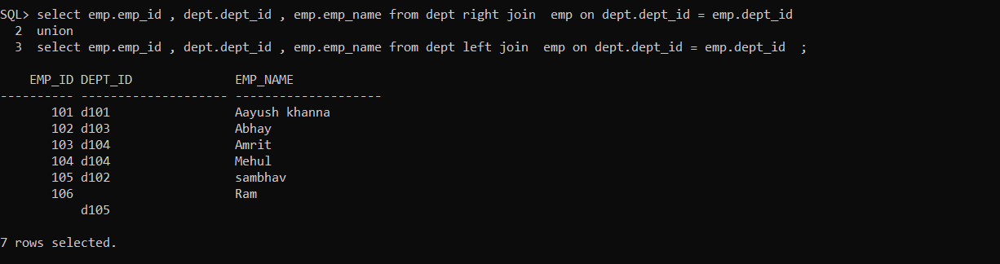 SQL> select emp.emp_id , dept.dept_id , emp.emp_name from dept right join  emp on dept.dept_id = emp.dept_id
  2  union
  3  select emp.emp_id , dept.dept_id , emp.emp_name from dept left join  emp on dept.dept_id = emp.dept_id  ;
    EMP_ID DEPT_ID              EMP_NAME
---------- -------------------- --------------------
       101 d101                 Aayush khanna
       102 d103                 Abhay
       103 d104                 Amrit
       104 d104                 Mehul
       105 d102                 sambhav
       106                      Ram
           d105
7 rows selected.